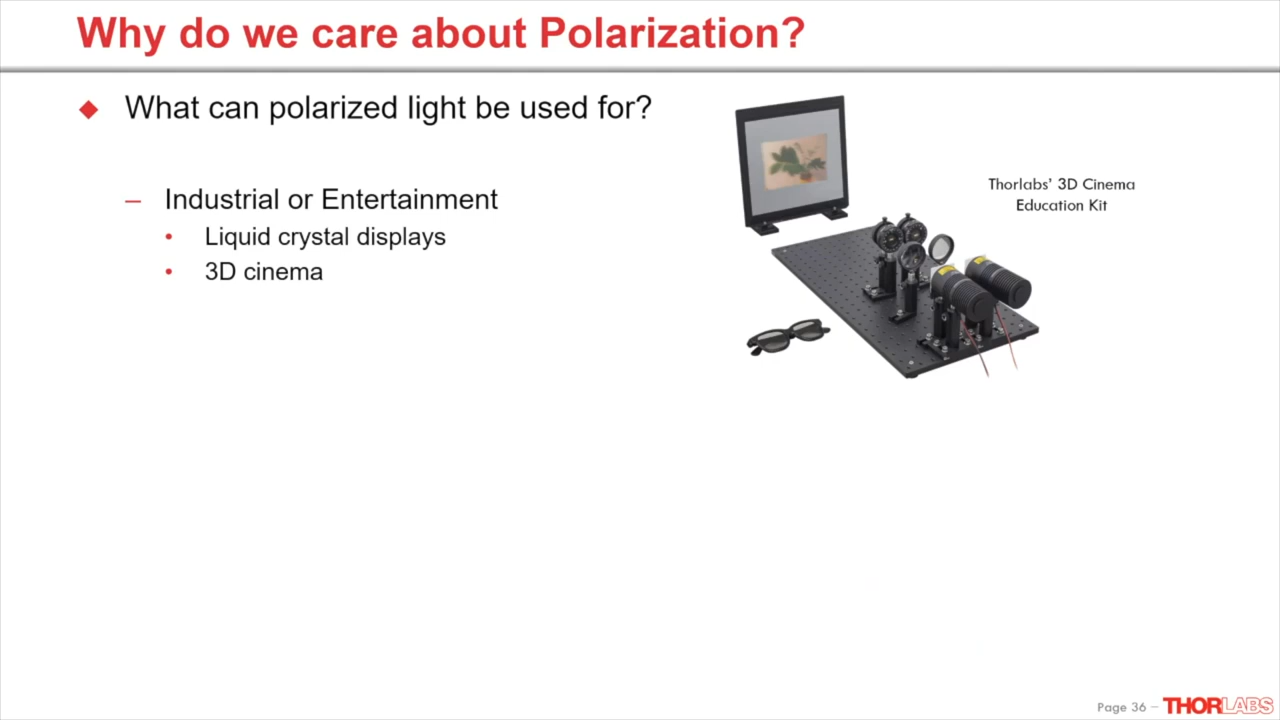 Why do we care about Polarization?
What can polarized light be used for?
– Industrial or Entertainment
• Liquid crystal displays
• 3D cinema
Thorlabs' 3D Cinema
Education Kit
Page 36 – THORLABS